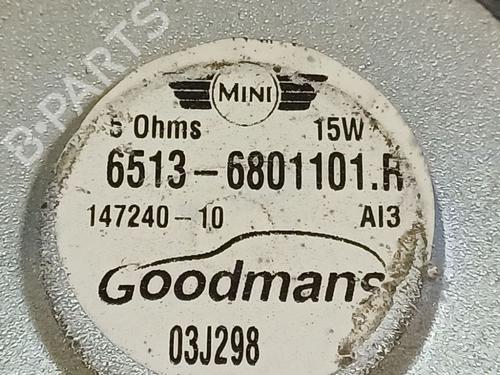 B-PARTS
MINI
5 Ohms 15W
6513-6801101.R
147240-10 AI3
Goodmans
03J298